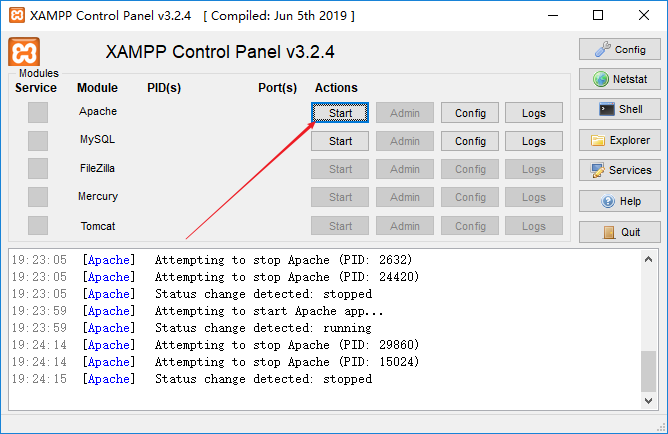 XAMPP Control Panel v3.2.4 [ Compiled: Jun 5th 2019 ]
XAMPP Control Panel v3.2.4
Config
Modules
Service Module PID(s) Port(s) Actions
Netstat
Apache Start Admin Config Logs
Shell
MySQL Start Admin Config Logs
Explorer
FileZilla Start Admin Config Logs
Services
Mercury Start Admin Config Logs
Help
Tomcat Start Admin Config Logs
Quit
19:23:05 [Apache] Attempting to stop Apache (PID: 2632)
19:23:05 [Apache] Attempting to stop Apache (PID: 24420)
19:23:05 [Apache] Status change detected: stopped
19:23:59 [Apache] Attempting to start Apache app...
19:23:59 [Apache] Status change detected: running
19:24:14 [Apache] Attempting to stop Apache (PID: 29860)
19:24:14 [Apache] Attempting to stop Apache (PID: 15024)
19:24:15 [Apache] Status change detected: stopped